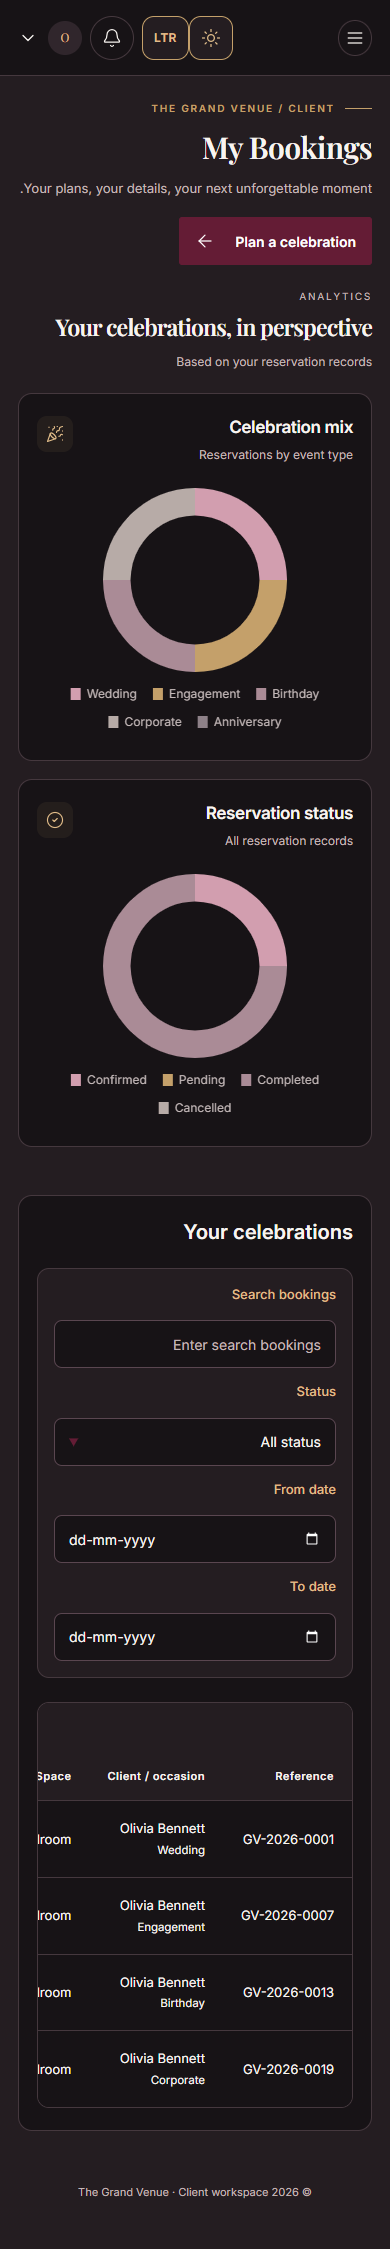 O
LTR
THE GRAND VENUE / CLIENT
My Bookings
.Your plans, your details, your next unforgettable moment
Plan a celebration
ANALYTICS
Your celebrations, in perspective
Based on your reservation records
Celebration mix
Reservations by event type
Wedding Engagement Birthday
Corporate Anniversary
Reservation status
All reservation records
Confirmed Pending Completed
Cancelled
Your celebrations
Search bookings
Enter search bookings
Status
All status
From date
dd-mm-yyyy
To date
dd-mm-yyyy
Space Client / occasion Reference
lroom Olivia Bennett GV-2026-0001
Wedding
lroom Olivia Bennett GV-2026-0007
Engagement
lroom Olivia Bennett GV-2026-0013
Birthday
lroom Olivia Bennett GV-2026-0019
Corporate
The Grand Venue · Client workspace 2026 ©